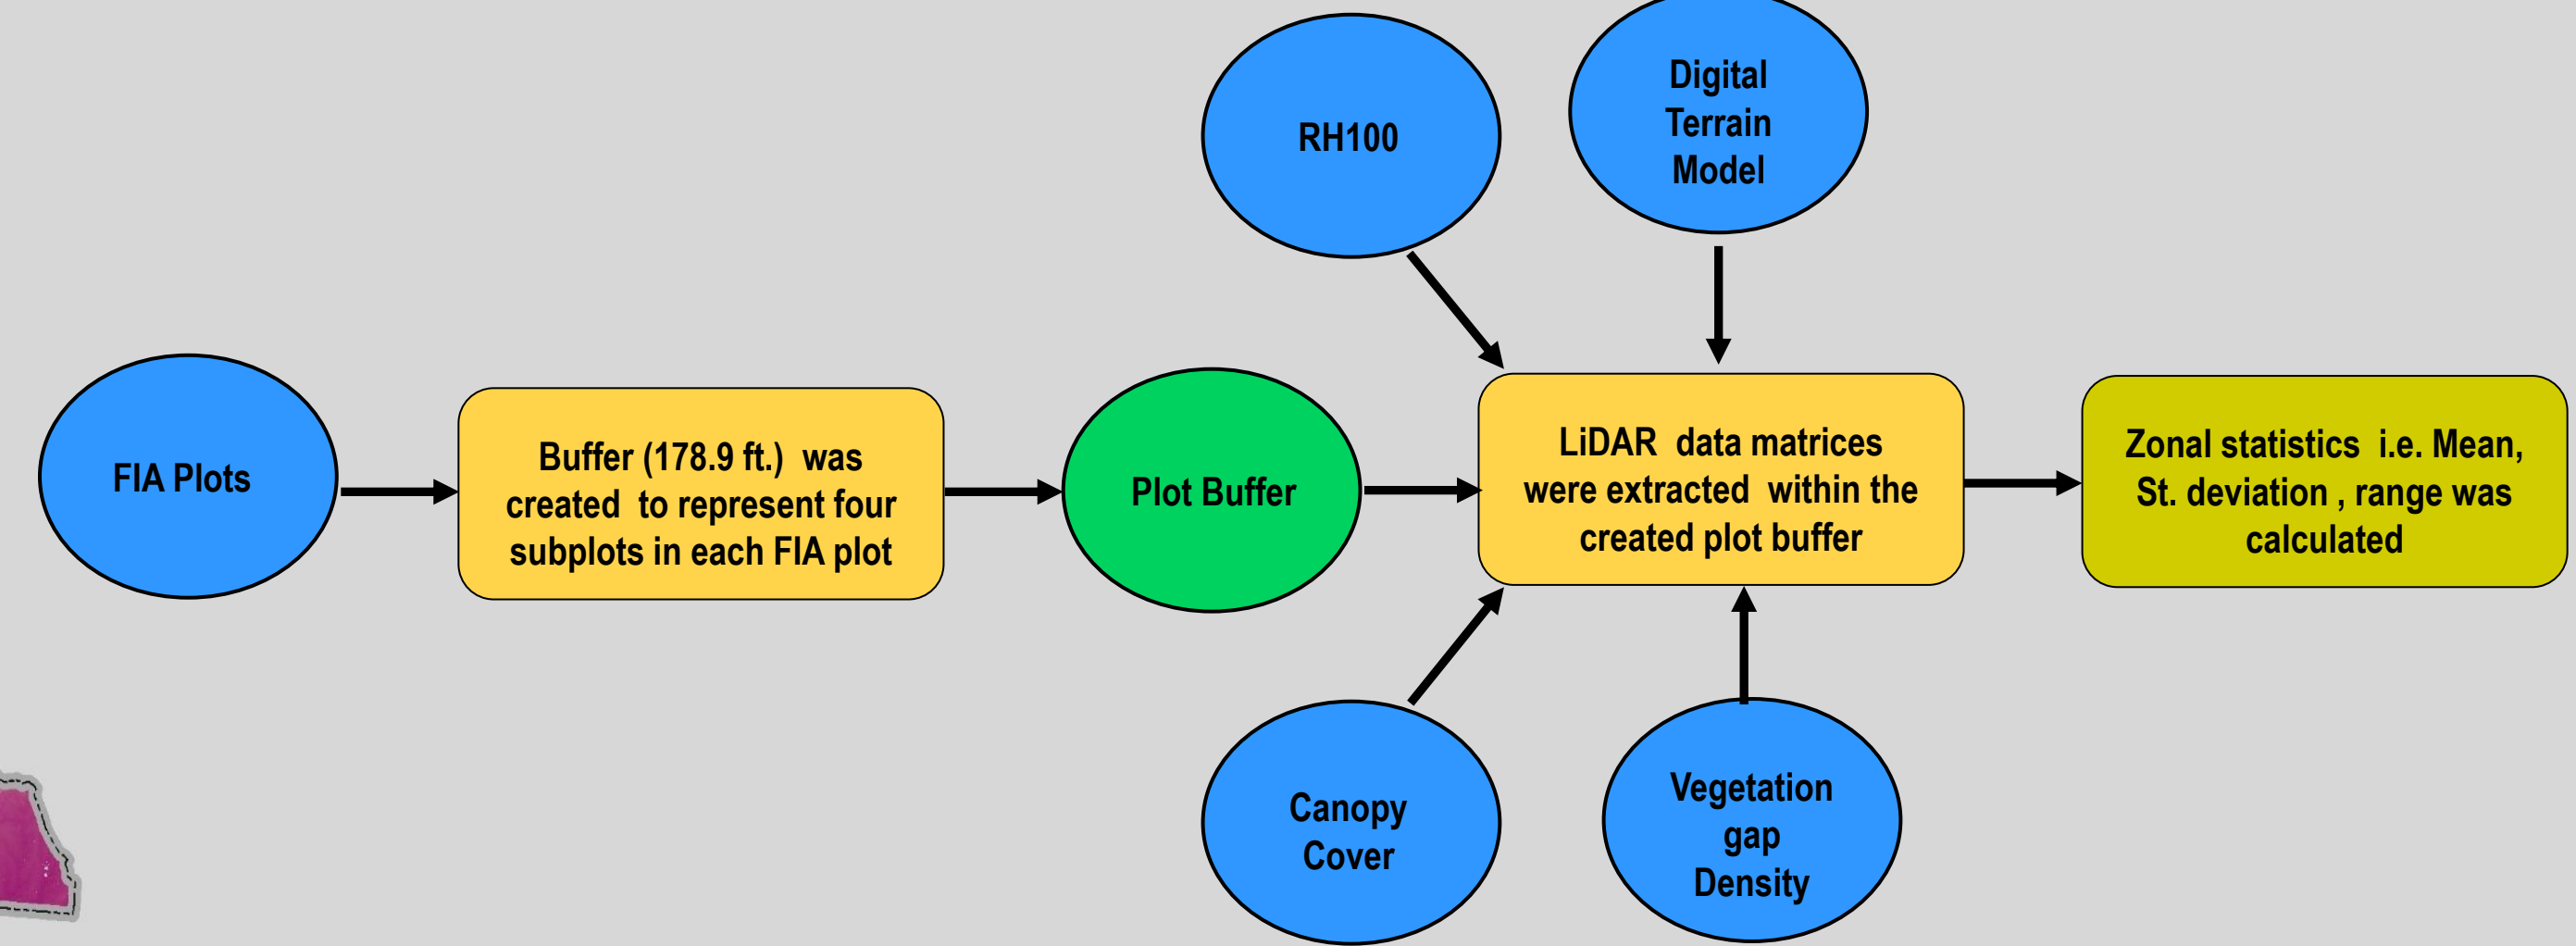 RH100
Digital
Terrain
Model
FIA Plots
Buffer (178.9 ft.) was
created to represent four
subplots in each FIA plot
Plot Buffer
LiDAR data matrices
were extracted within the
created plot buffer
Zonal statistics i.e. Mean,
St. deviation , range was
calculated
Canopy
Cover
Vegetation
gap
Density